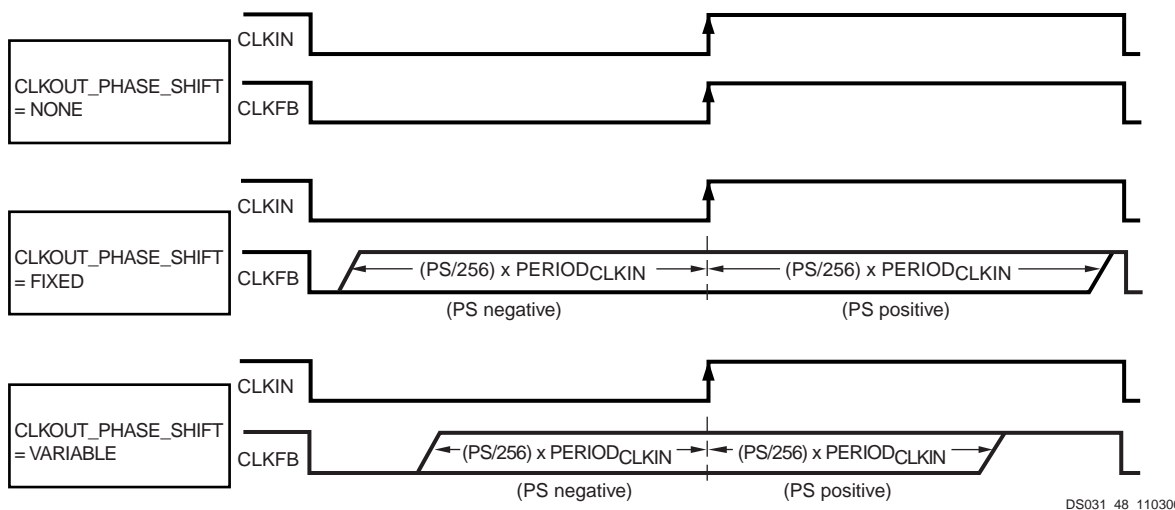 CLKIN
CLKOUT_PHASE_SHIFT
= NONE
CLKFB
CLKIN
CLKOUT_PHASE_SHIFT
= FIXED
CLKFB
(PS/256) x PERIODCLKIN
(PS/256) x PERIODCLKIN
(PS negative)
(PS positive)
CLKIN
CLKOUT_PHASE_SHIFT
= VARIABLE
CLKFB
(PS/256) x PERIODCLKIN
(PS/256) x PERIODCLKIN
(PS negative)
(PS positive)